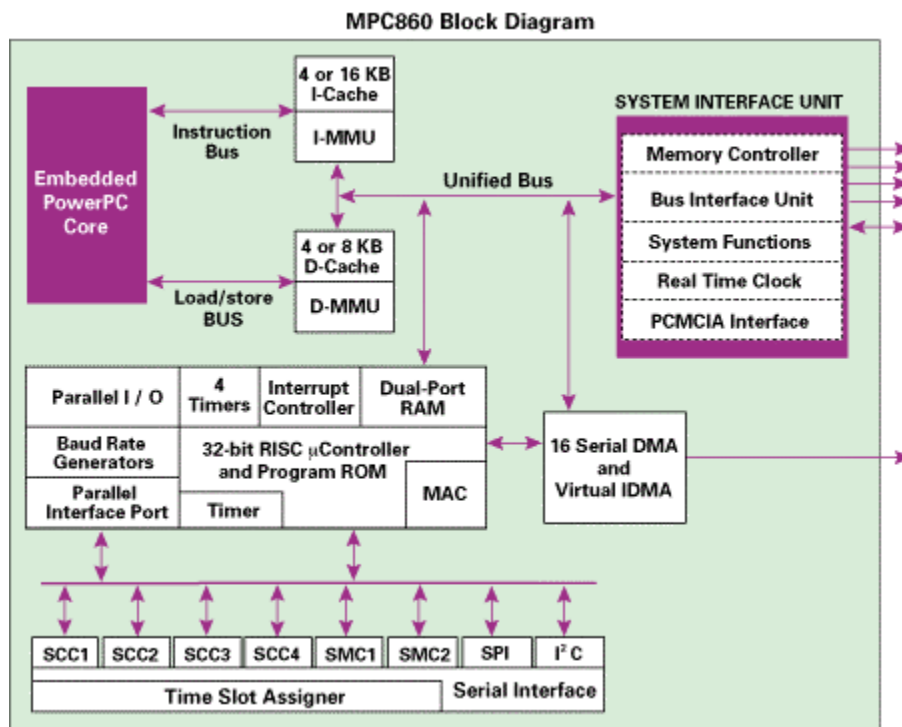 MPC860 Block Diagram
4 or 16 KB
I-Cache
I-MMU
Instruction
Bus
Embedded
PowerPC
Core
Unified Bus
4 or 8 KB
D-Cache
D-MMU
Load/store
BUS
SYSTEM INTERFACE UNIT
Memory Controller
Bus Interface Unit
System Functions
Real Time Clock
PCMCIA Interface
Parallel I / O
4
Timers
Interrupt
Controller
Dual-Port
RAM
Baud Rate
Generators
32-bit RISC µController
and Program ROM
Parallel
Interface Port
Timer
MAC
16 Serial DMA
and
Virtual IDMA
SCC1
SCC2
SCC3
SCC4
SMC1
SMC2
SPI
I² C
Time Slot Assigner
Serial Interface